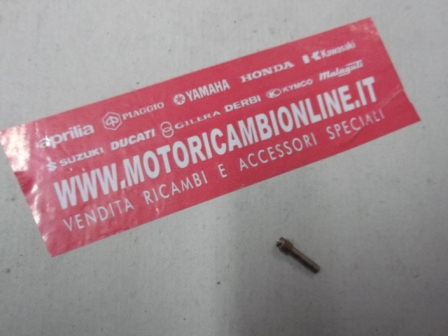 aprilia PIAGGIO YAMAHA HONDA Kawasaki
SUZUKI DUCATI GILERA DERBI KYMCO Malaguti
WWW.MOTORICAMBIONLINE.IT
VENDITA RICAMBI E ACCESSORI SPECIALI